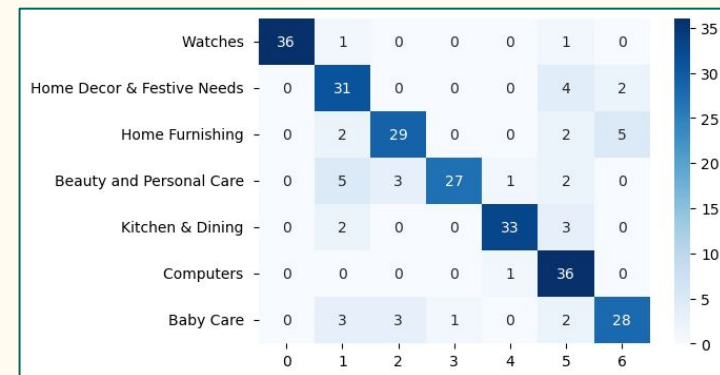 Watches 36 1 0 0 0 1 0 35
Home Decor & Festive Needs 0 31 0 0 0 4 2 30
25
Home Furnishing 0 2 29 0 0 2 5
20
Beauty and Personal Care 0 5 3 27 1 2 0
15
Kitchen & Dining 0 2 0 0 33 3 0
10
Computers 0 0 0 0 1 36 0
5
Baby Care 0 3 3 1 0 2 28
0
0 1 2 3 4 5 6